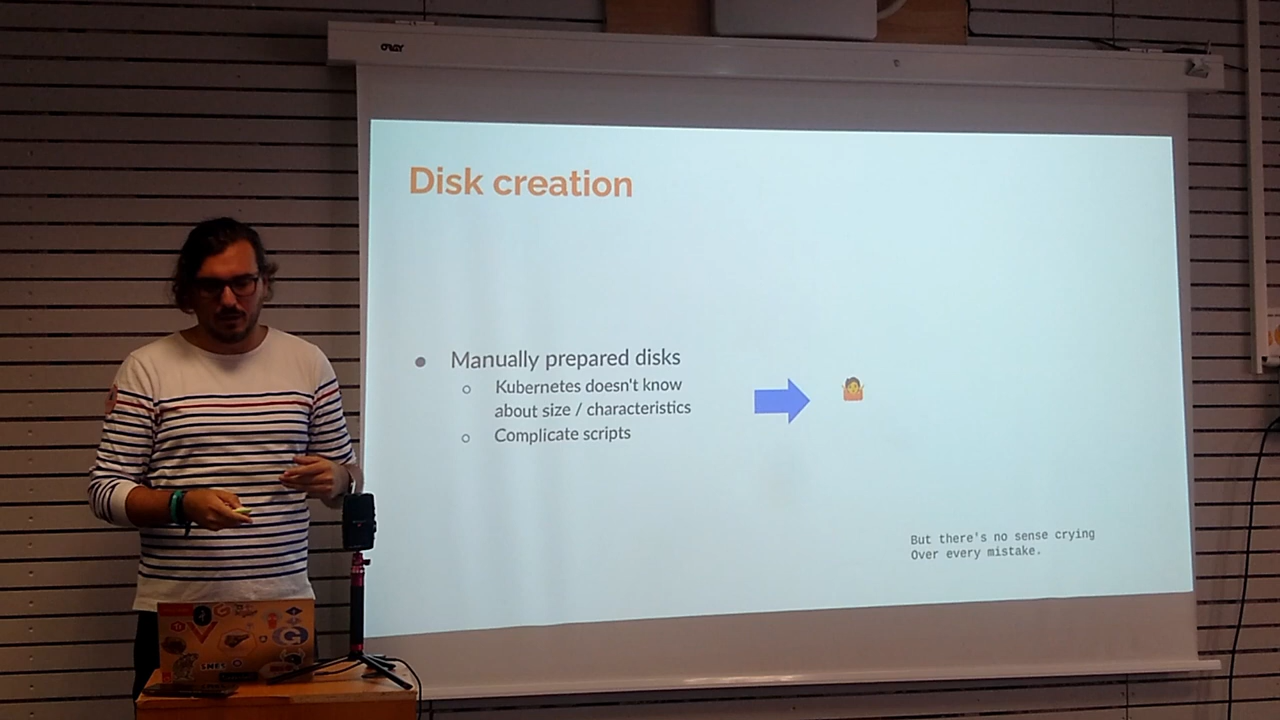 ORAY
Disk creation
Manually prepared disks
Kubernetes doesn't know
about size / characteristics
Complicate scripts
But there's no sense crying
Over every mistake.